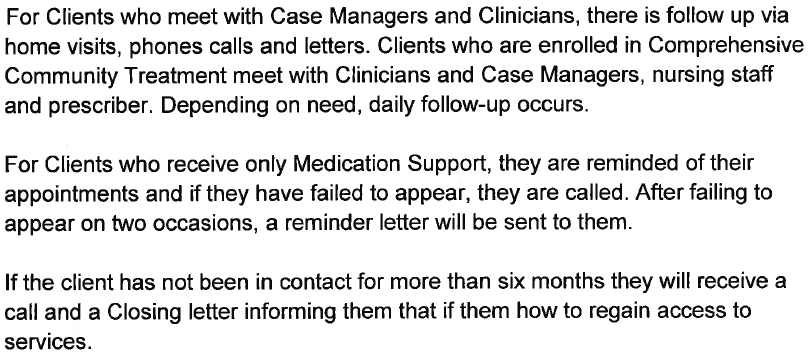 For Clients who meet with Case Managers and Clinicians, there is follow up via
home visits, phones calls and letters. Clients who are enrolled in Comprehensive
Community Treatment meet with Clinicians and Case Managers, nursing staff
and prescriber. Depending on need, daily follow-up occurs.
For Clients who receive only Medication Support, they are reminded of their
appointments and if they have failed to appear, they are called. After failing to
appear on two occasions, a reminder letter will be sent to them.
If the client has not been in contact for more than six months they will receive a
call and a Closing letter informing them that if them how to regain access to
services.